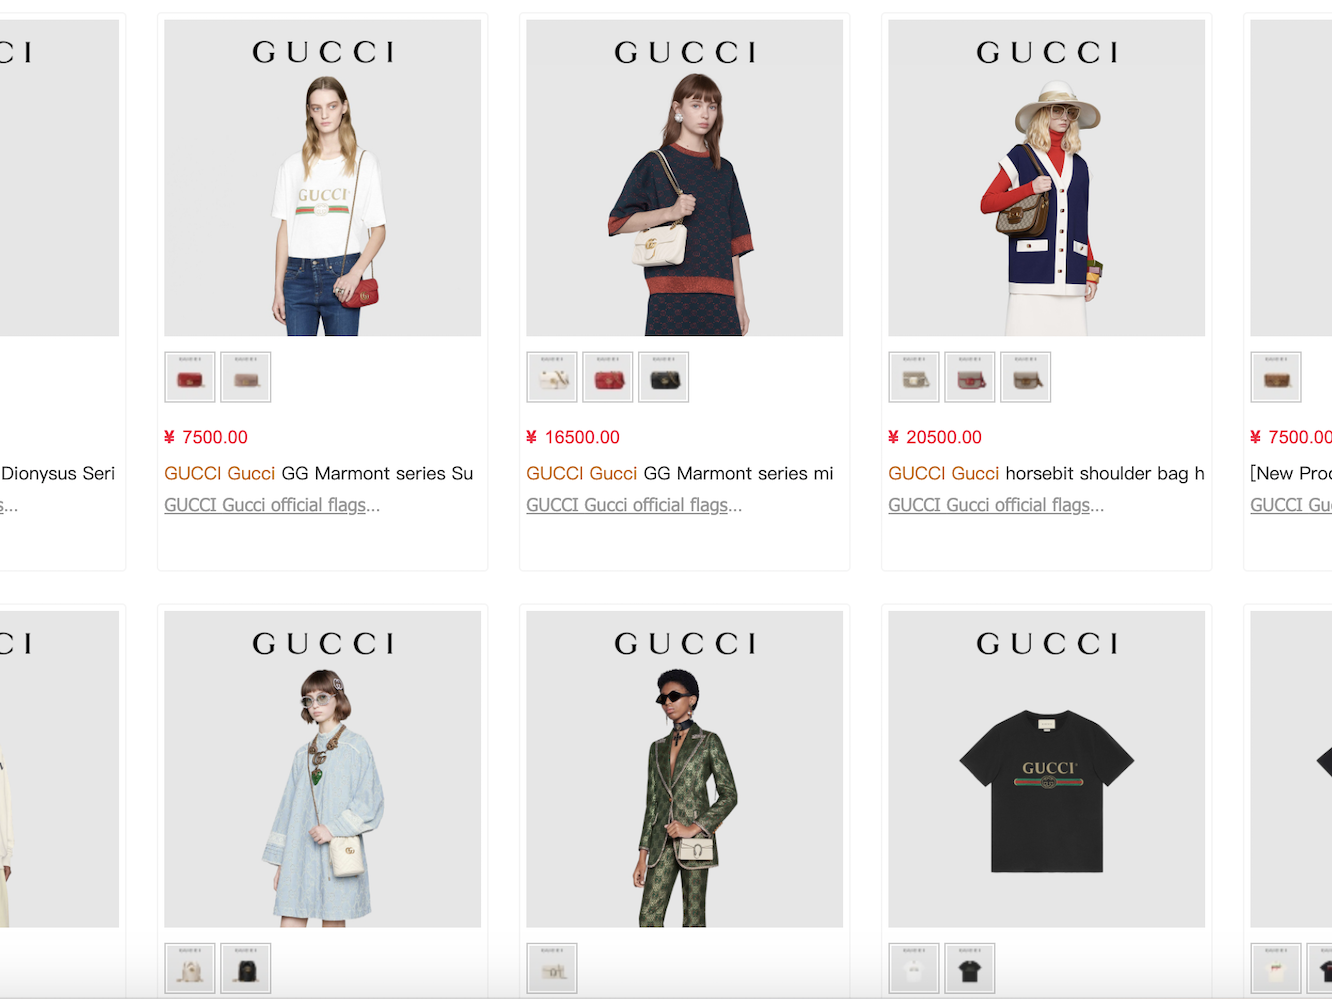 CI
GUCCI
GUCCI
GUCCI
GUCCI
¥ 7500.00
¥ 16500.00
¥ 20500.00
¥ 7500.00
Dionysus Seri
GUCCI Gucci GG Marmont series Su
GUCCI Gucci GG Marmont series mi
GUCCI Gucci horsebit shoulder bag h
[New Proc
s...
GUCCI Gucci official flags...
GUCCI Gucci official flags...
GUCCI Gucci official flags...
GUCCI Gu
CI
GUCCI
GUCCI
GUCCI
GUCCI